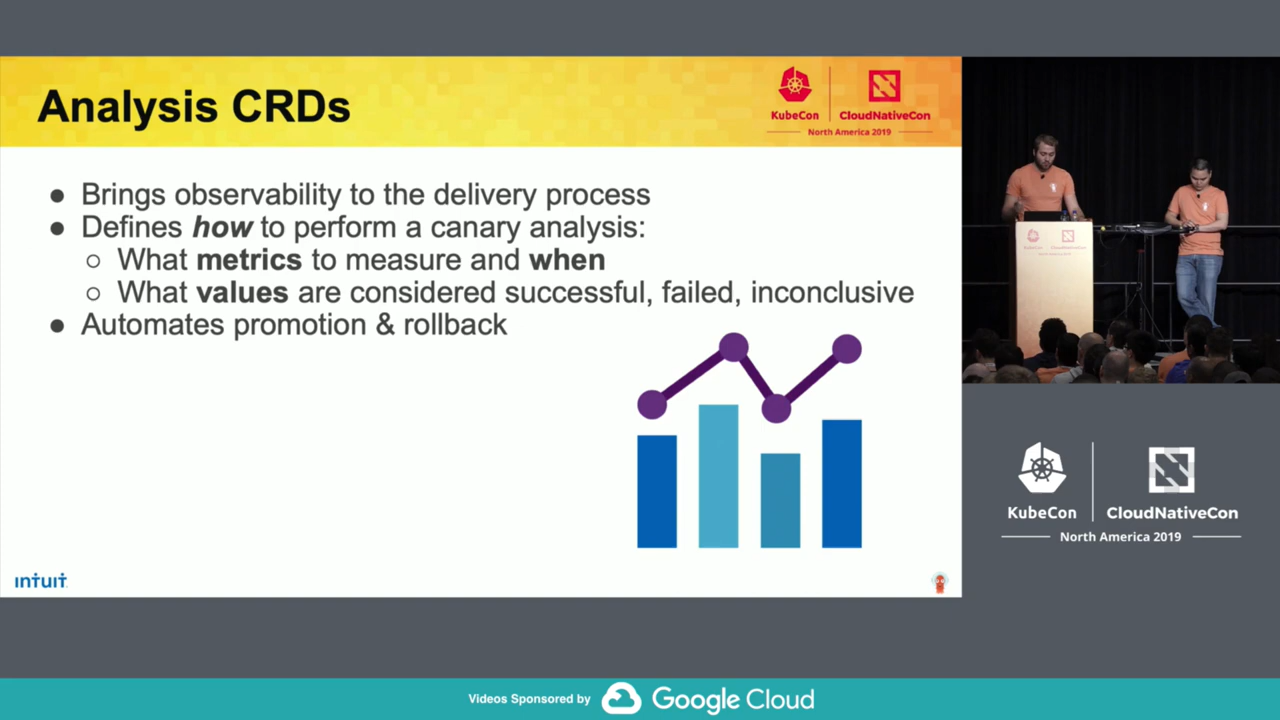 Analysis CRDs
KubeCon
CloudNativeCon
North America 2019
● Brings observability to the delivery process
● Defines how to perform a canary analysis:
○ What metrics to measure and when
○ What values are considered successful, failed, inconclusive
● Automates promotion & rollback
intuit
KubeCon
CloudNativeCon
North America 2019
Videos Sponsored by Google Cloud